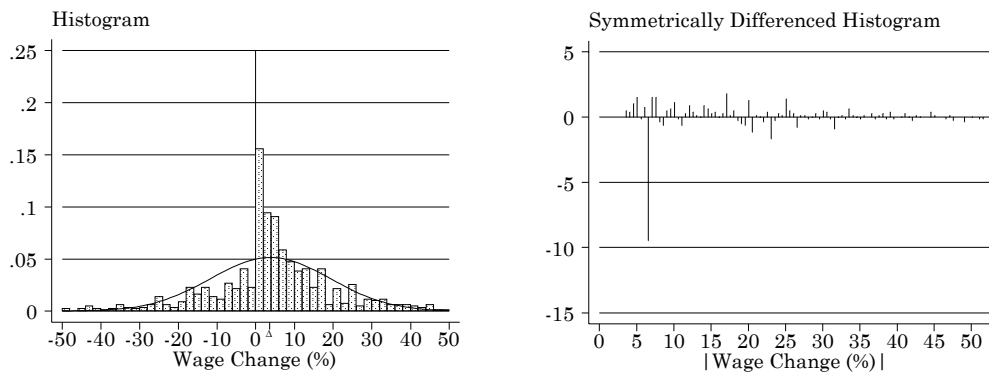 Histogram
.25
.2
.15
.1
.05
0
-50 -40 -30 -20 -10 0 Δ 10 20 30 40 50
Wage Change (%)
Symmetrically Differenced Histogram
5
0
-5
-10
-15
0 5 10 15 20 25 30 35 40 45 50
|Wage Change (%)|